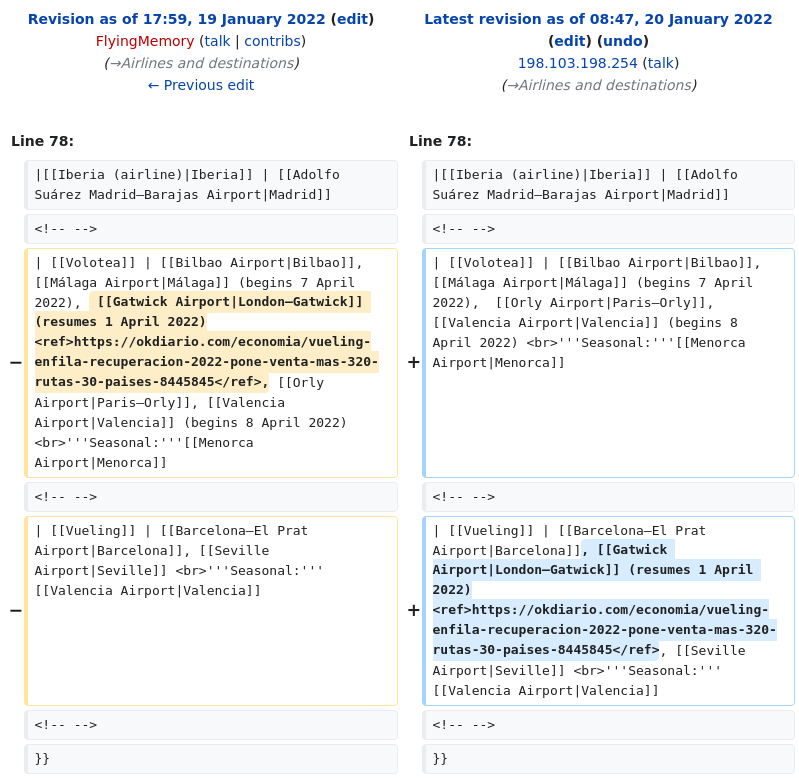 Revision as of 17:59, 19 January 2022 (edit)
FlyingMemory (talk | contribs)
(→Airlines and destinations)
← Previous edit
Latest revision as of 08:47, 20 January 2022
(edit) (undo)
198.103.198.254 (talk)
(→Airlines and destinations)
Line 78:
Line 78:
|[[Iberia (airline)|Iberia]] | [[Adolfo
Suárez Madrid–Barajas Airport|Madrid]]
|[[Iberia (airline)|Iberia]] | [[Adolfo
Suárez Madrid–Barajas Airport|Madrid]]
<!-- -->
<!-- -->
−
| [[Volotea]] | [[Bilbao Airport|Bilbao]],
[[Málaga Airport|Málaga]] (begins 7 April
2022),  [[Gatwick Airport|London–Gatwick]]
(resumes 1 April 2022)
<ref>https://okdiario.com/economia/vueling-
enfila-recuperacion-2022-pone-venta-mas-320-
rutas-30-paises-8445845</ref>, [[Orly
Airport|Paris–Orly]], [[Valencia
Airport|Valencia]] (begins 8 April 2022)
<br>'''Seasonal:'''[[Menorca
Airport|Menorca]]
+
| [[Volotea]] | [[Bilbao Airport|Bilbao]],
[[Málaga Airport|Málaga]] (begins 7 April
2022),  [[Orly Airport|Paris–Orly]],
[[Valencia Airport|Valencia]] (begins 8
April 2022) <br>'''Seasonal:'''[[Menorca
Airport|Menorca]]
<!-- -->
<!-- -->
−
| [[Vueling]] | [[Barcelona–El Prat
Airport|Barcelona]], [[Seville
Airport|Seville]] <br>'''Seasonal:'''
[[Valencia Airport|Valencia]]
+
| [[Vueling]] | [[Barcelona–El Prat
Airport|Barcelona]], [[Gatwick
Airport|London–Gatwick]] (resumes 1 April
2022)
<ref>https://okdiario.com/economia/vueling-
enfila-recuperacion-2022-pone-venta-mas-320-
rutas-30-paises-8445845</ref>, [[Seville
Airport|Seville]] <br>'''Seasonal:'''
[[Valencia Airport|Valencia]]
<!-- -->
<!-- -->
}}
}}